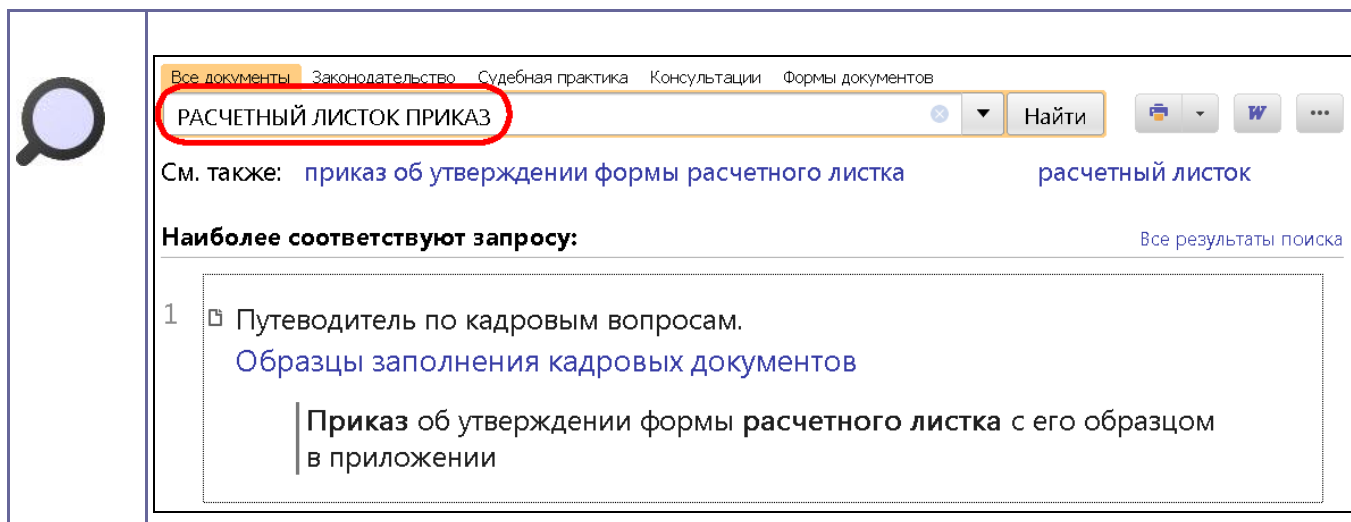 Все документы Законодательство Судебная практика Консультации Формы документов
РАСЧЕТНЫЙ ЛИСТОК ПРИКАЗ Найти W
См. также: приказ об утверждении формы расчетного листка расчетный листок
Наиболее соответствуют запросу: Все результаты поиска
1 Путеводитель по кадровым вопросам.
Образцы заполнения кадровых документов
Приказ об утверждении формы расчетного листка с его образцом
в приложении